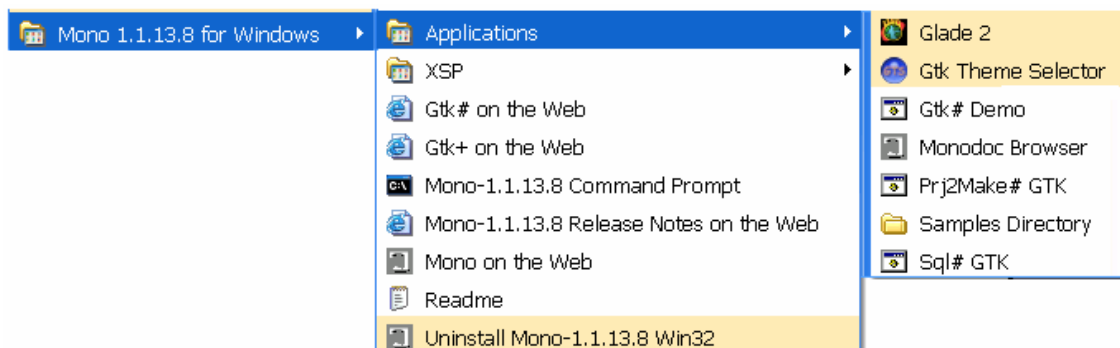 Mono 1.1.13.8 for Windows
Applications
XSP
Gtk# on the Web
Gtk+ on the Web
Mono-1.1.13.8 Command Prompt
Mono-1.1.13.8 Release Notes on the Web
Mono on the Web
Readme
Uninstall Mono-1.1.13.8 Win32
Glade 2
Gtk Theme Selector
Gtk# Demo
Monodoc Browser
Prj2Make# GTK
Samples Directory
Sql# GTK